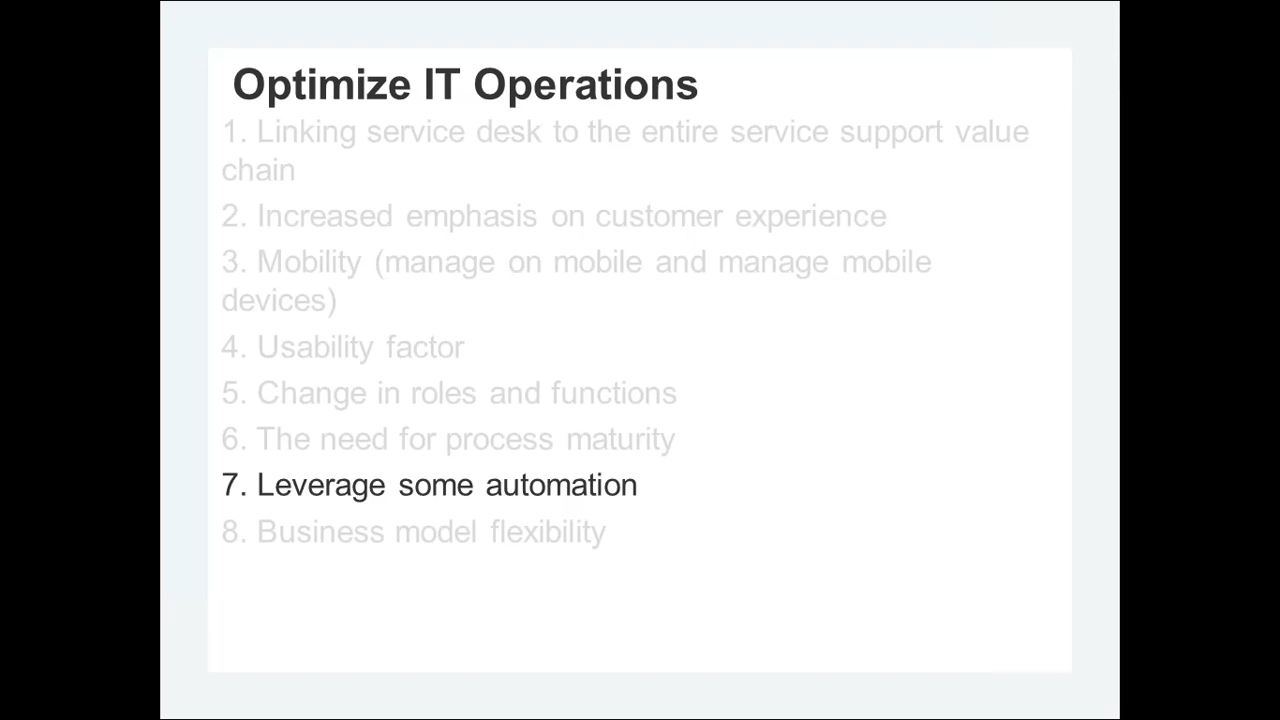 Optimize IT Operations
1. Linking service desk to the entire service support value
chain
2. Increased emphasis on customer experience
3. Mobility (manage on mobile and manage mobile
devices)
4. Usability factor
5. Change in roles and functions
6. The need for process maturity
7. Leverage some automation
8. Business model flexibility